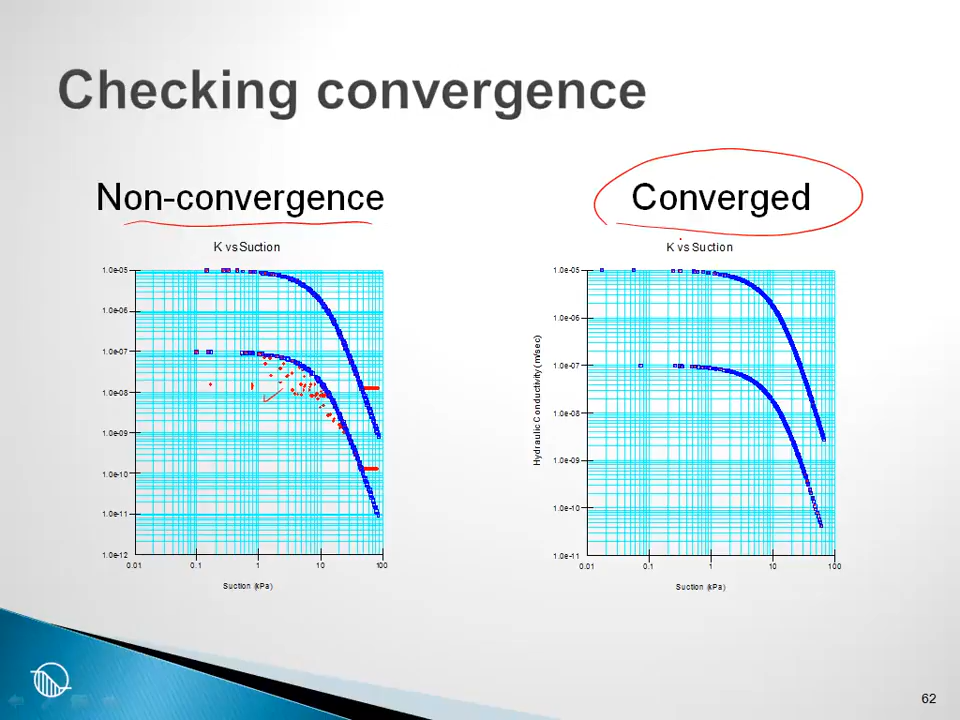 Checking convergence
Non-convergence
Converged
K vs Suction
1.0e-05
1.0e-06
1.0e-07
1.0e-08
1.0e-09
1.0e-10
1.0e-11
1.0e-12
0.01 0.1 1 10 100
Suction (kPa)
K vs Suction
Hydraulic Conductivity (m/sec)
1.0e-05
1.0e-06
1.0e-07
1.0e-08
1.0e-09
1.0e-10
1.0e-11
0.01 0.1 1 10 100
Suction (kPa)
62